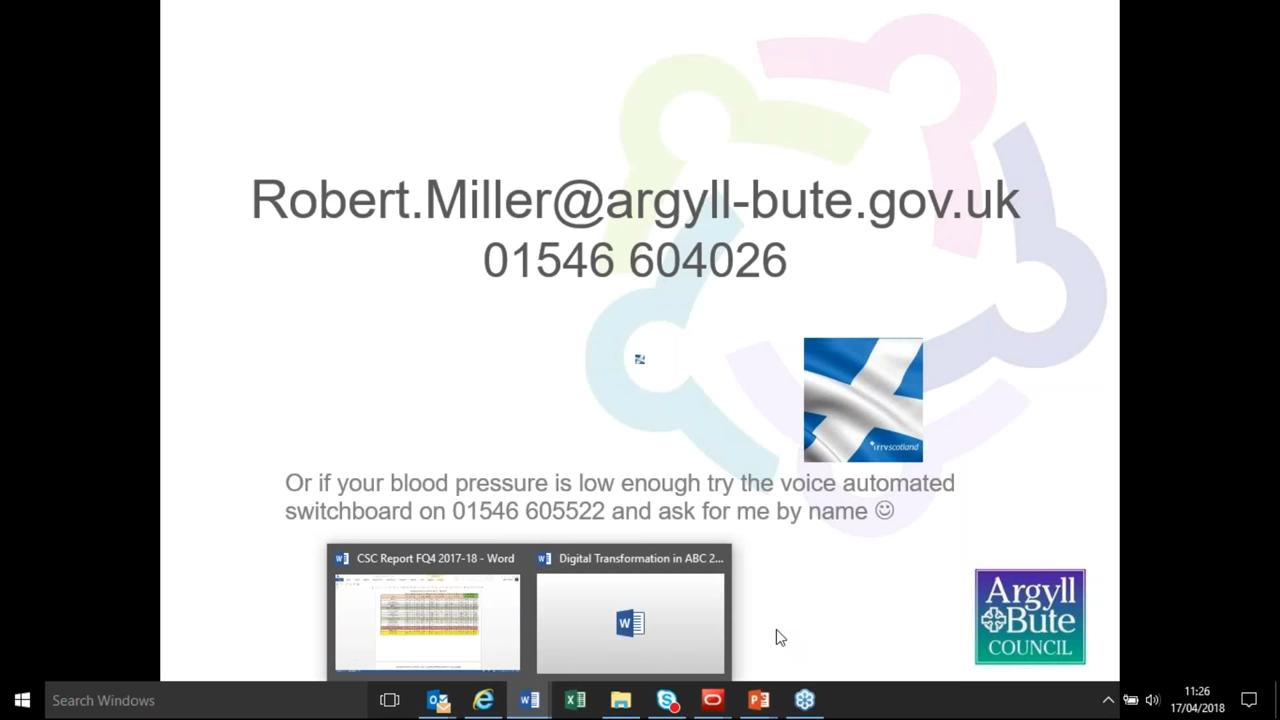 Robert.Miller@argyll-bute.gov.uk
01546 604026
irrvscotland
Or if your blood pressure is low enough try the voice automated
switchboard on 01546 605522 and ask for me by name ☺
CSC Report FQ4 2017-18 - Word
Digital Transformation in ABC 2...
Argyll
&Bute
COUNCIL
Search Windows
11:26
17/04/2018